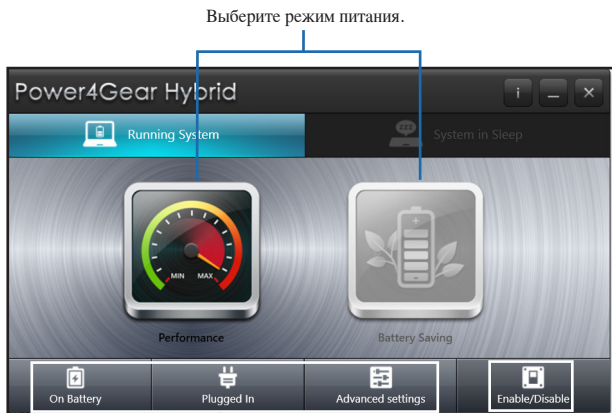 Выберите режим питания.
Power4Gear Hybrid
i
Running System
zzz
System in Sleep
MIN MAX
Performance
Battery Saving
On Battery
Plugged In
Advanced settings
Enable/Disable